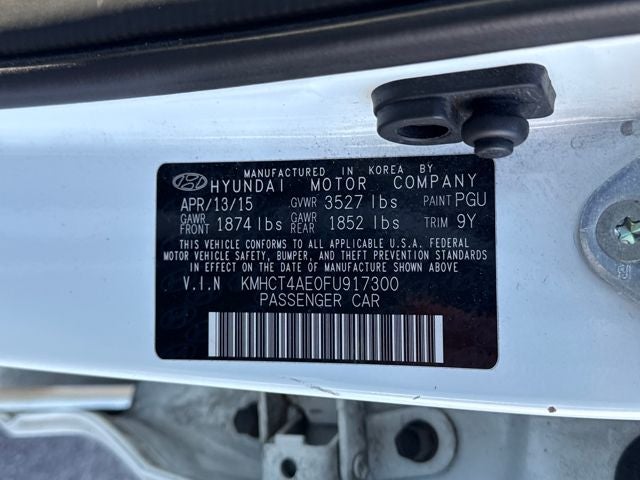 MANUFACTURED IN KOREA BY
HYUNDAI MOTOR COMPANY
APR/13/15 GVWR 3527 lbs PAINT PGU
GAWR FRONT 1874 lbs GAWR REAR 1852 lbs TRIM 9Y
THIS VEHICLE CONFORMS TO ALL APPLICABLE U.S.A. FEDERAL
MOTOR VEHICLE SAFETY, BUMPER, AND THEFT PREVENTION STANDARDS
IN EFFECT ON THE DATE OF MANUFACTURE SHOWN ABOVE
V.I.N KMHCT4AE0FU917300
PASSENGER CAR